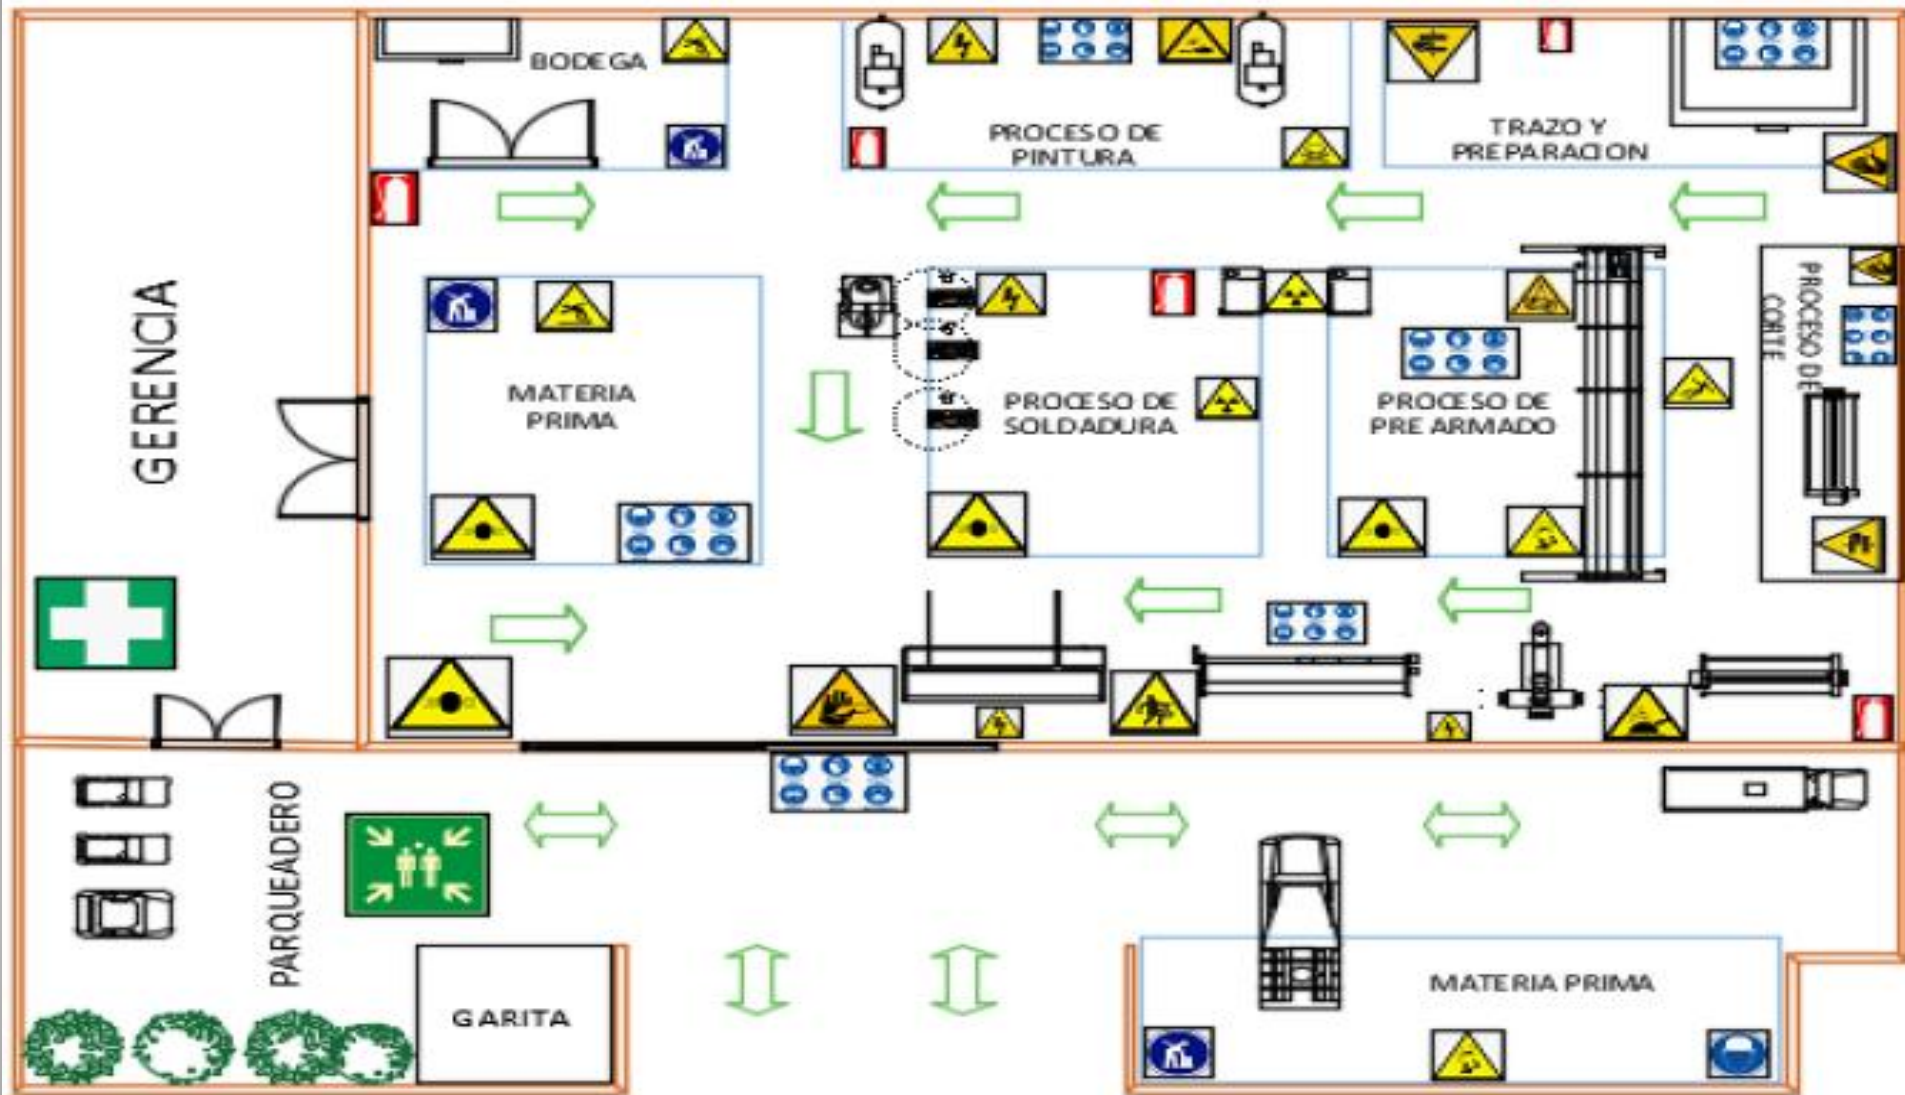 BODEGA
PROCESO DE
PINTURA
TRAZO Y
PREPARACION
GERENCIA
MATERIA
PRIMA
PROCESO DE
SOLDADURA
PROCESO DE
PRE ARMADO
PROCESO DE
CORTE
PARQUEADERO
GARITA
MATERIA PRIMA